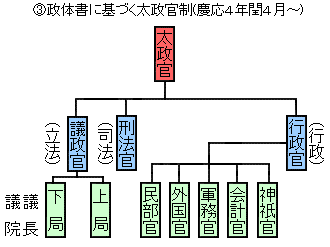 ③政体書に基づく太政官制(慶応4年閏4月～)
太政官
行政官
(行政)
刑法官
(司法)
議政官
(立法)
神祇官
会計官
軍務官
外国官
民部官
上局
下局
議議
院長